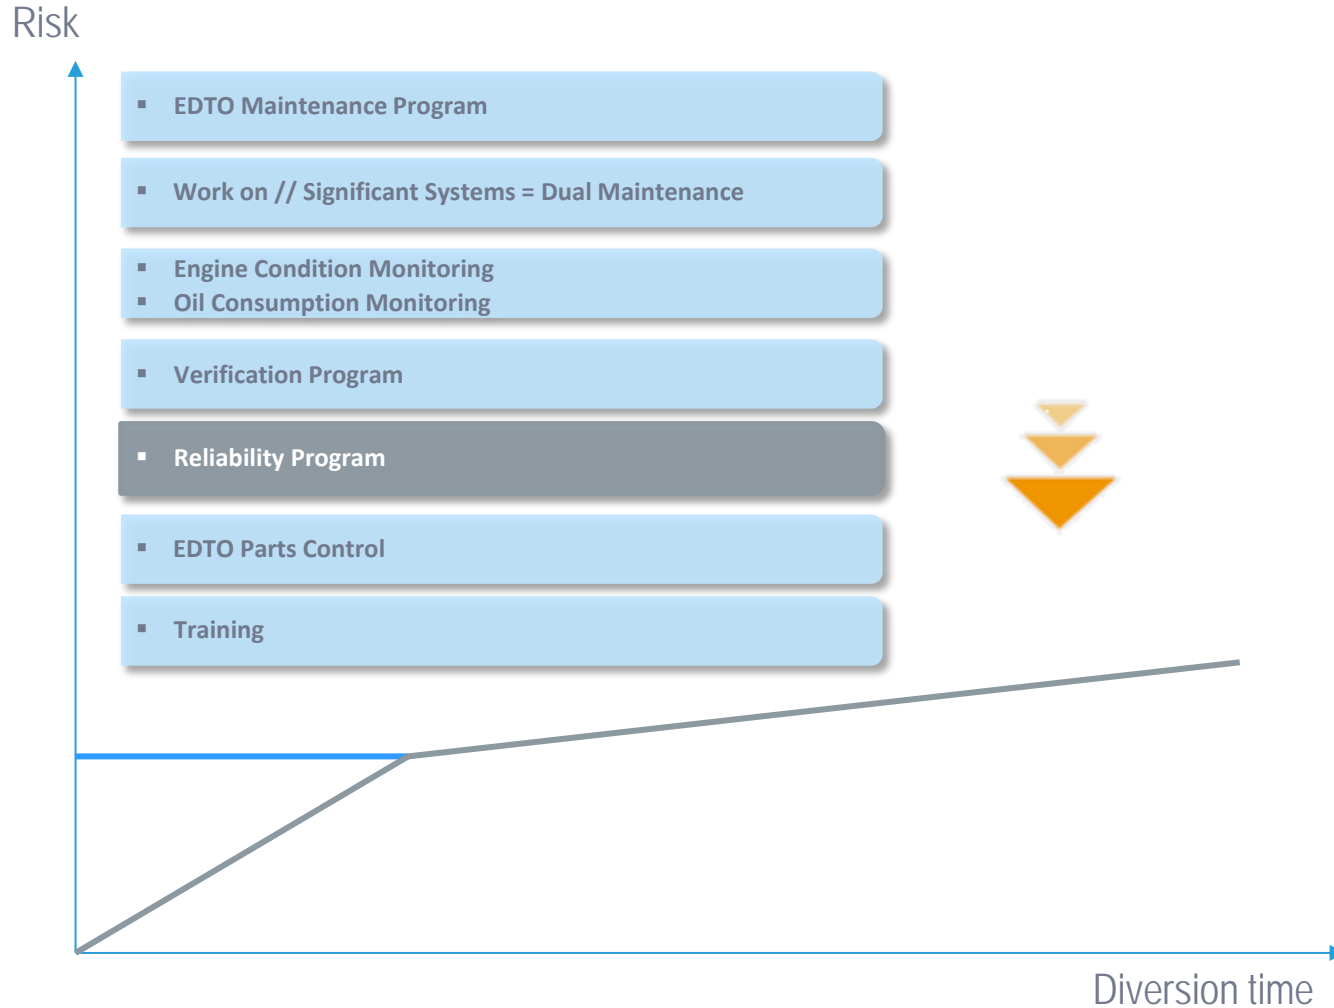 Risk
▪ EDTO Maintenance Program
▪ Work on // Significant Systems = Dual Maintenance
▪ Engine Condition Monitoring
▪ Oil Consumption Monitoring
▪ Verification Program
▪ Reliability Program
▪ EDTO Parts Control
▪ Training
Diversion time